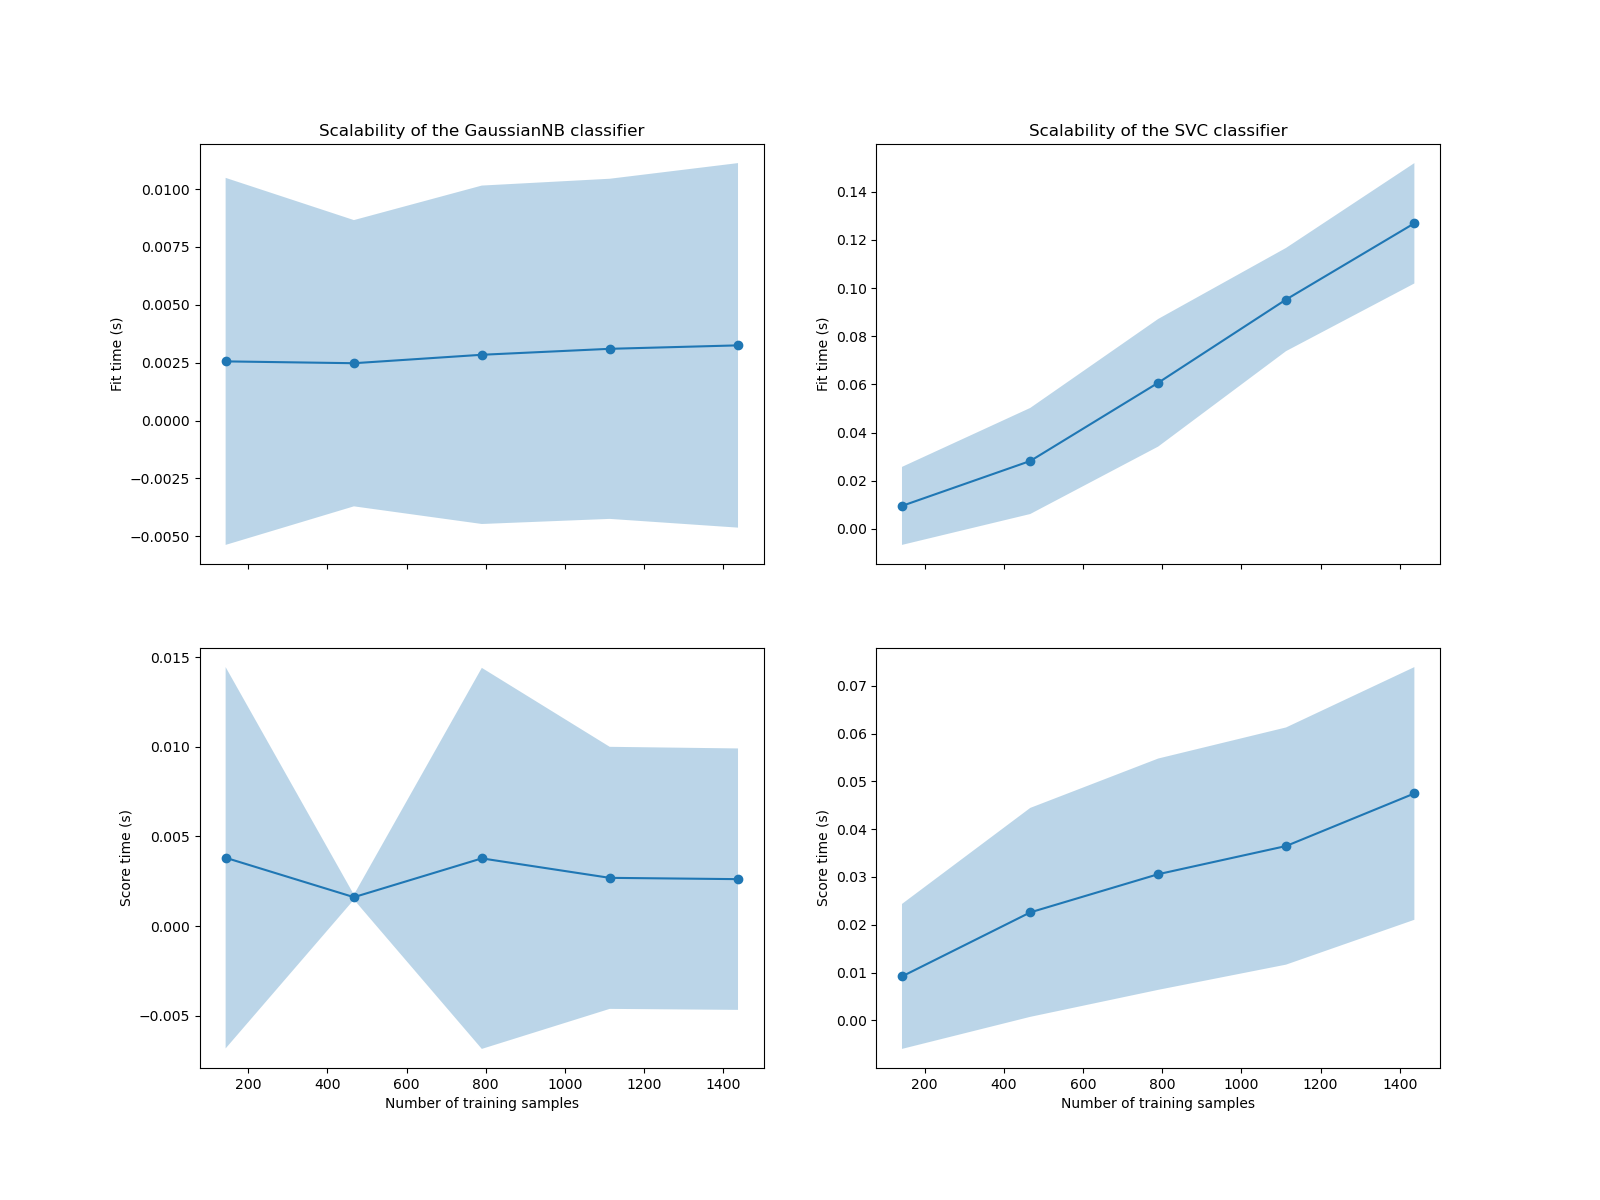 Scalability of the GaussianNB classifier
0.0100
0.0075
0.0050
0.0025
0.0000
−0.0025
−0.0050
Fit time (s)
Scalability of the SVC classifier
0.14
0.12
0.10
0.08
0.06
0.04
0.02
0.00
Fit time (s)
0.015
0.010
0.005
0.000
−0.005
Score time (s)
200 400 600 800 1000 1200 1400
Number of training samples
0.07
0.06
0.05
0.04
0.03
0.02
0.01
0.00
Score time (s)
200 400 600 800 1000 1200 1400
Number of training samples